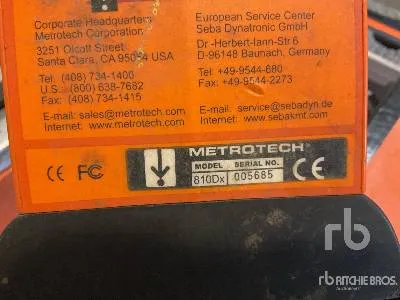 Corporate Headquarters
Metrotech Corporation:
3251 Olcott Street
Santa Clara, CA 95054 USA
Tel: (408) 734-1400
U.S.: (800) 638-7682
Fax: (408) 734-1415
E-mail: sales@metrotech.com
Internet: www.metrotech.com
European Service Center
Seba Dynatronic GmbH
Dr.-Herbert-Iann-Str 6
D-96148 Baunach, Germany
Tel: +49-9544-680
Fax: +49-9544-2273
E-mail: service@sebadyn.de
Internet: www.sebakmt.com
CE FC
METROTECH®
MODEL SERIAL NO.
810Dx 005685
CE
rb
rb RITCHIE BROS.
Auctioneers